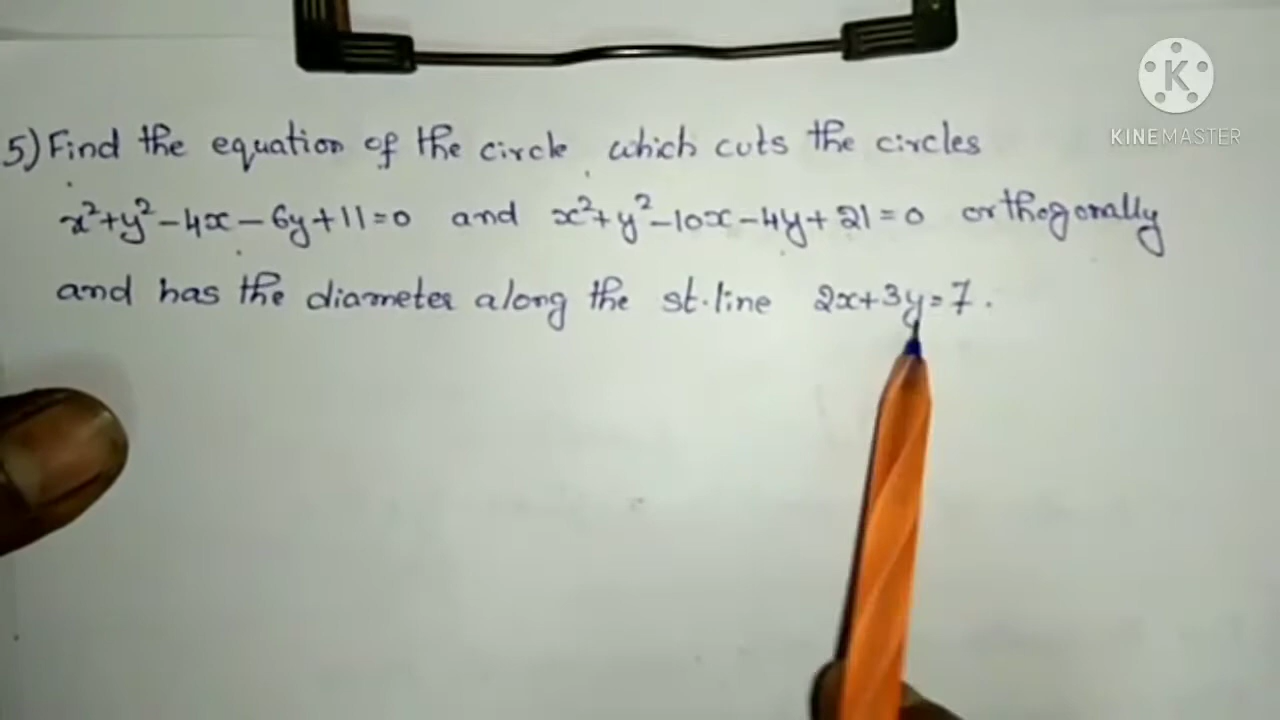 KINEMASTER
5) Find the equation of the circle which cuts the circles
x²+y²-4x-6y+11=0 and x²+y²-10x-4y+21=0 orthogonally
and has the diameter along the st.line 2x+3y=7.